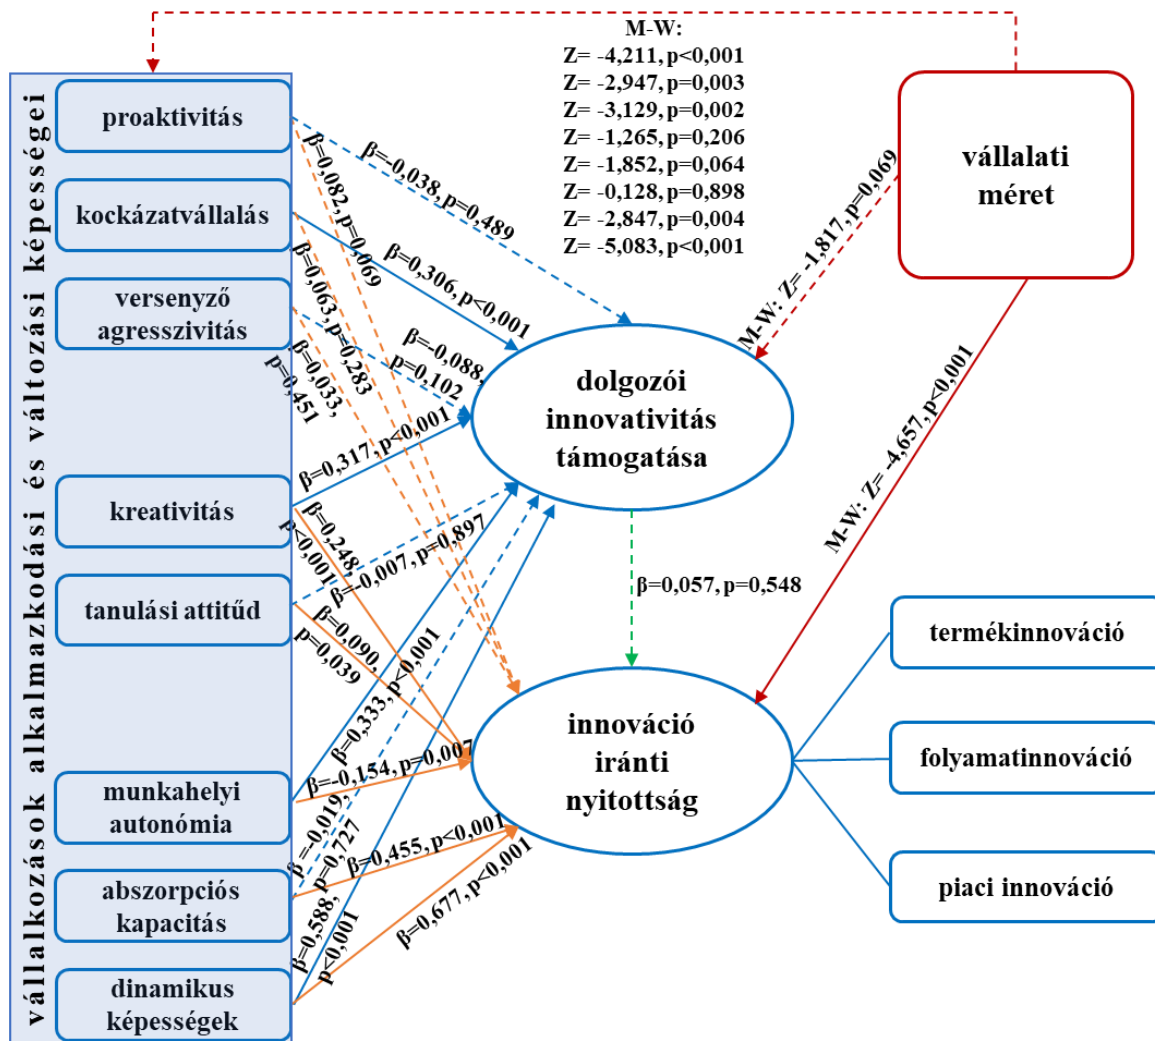 vállalkozások alkalmazkodási és változási képességei
proaktivitás
kockázatvállalás
versenyző
agresszivitás
kreativitás
tanulási attitűd
munkahelyi
autonómia
abszorpciós
kapacitás
dinamikus
képességek
M-W:
Z= -4,211, p<0,001
Z= -2,947, p=0,003
Z= -3,129, p=0,002
Z= -1,265, p=0,206
Z= -1,852, p=0,064
Z= -0,128, p=0,898
Z= -2,847, p=0,004
Z= -5,083, p<0,001
vállalati
méret
β=-0,038, p=0,489
β=0,082, p=0,069
β=0,306, p<0,001
β=0,063, p=0,283
β=-0,088,
p=0,102
β=0,033,
p=0,451
β=0,317, p<0,001
β=0,248,
p<0,001
β=-0,007, p=0,897
β=0,090,
p=0,039
β=0,333, p<0,001
β=-0,154, p=0,007
β =-0,019,
p=0,727
β=0,455, p<0,001
β=0,588,
p<0,001
β=0,677, p<0,001
M-W: Z= -1,817, p=0,069
M-W: Z= -4,657, p<0,001
dolgozói
innovativitás
támogatása
β=0,057, p=0,548
innováció
iránti
nyitottság
termékinnováció
folyamatinnováció
piaci innováció